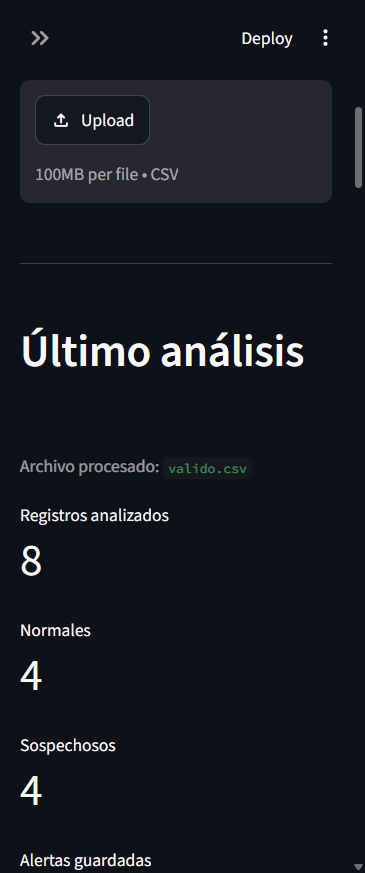 Deploy
Upload
100MB per file • CSV
Último análisis
Archivo procesado: valido.csv
Registros analizados
8
Normales
4
Sospechosos
4
Alertas guardadas